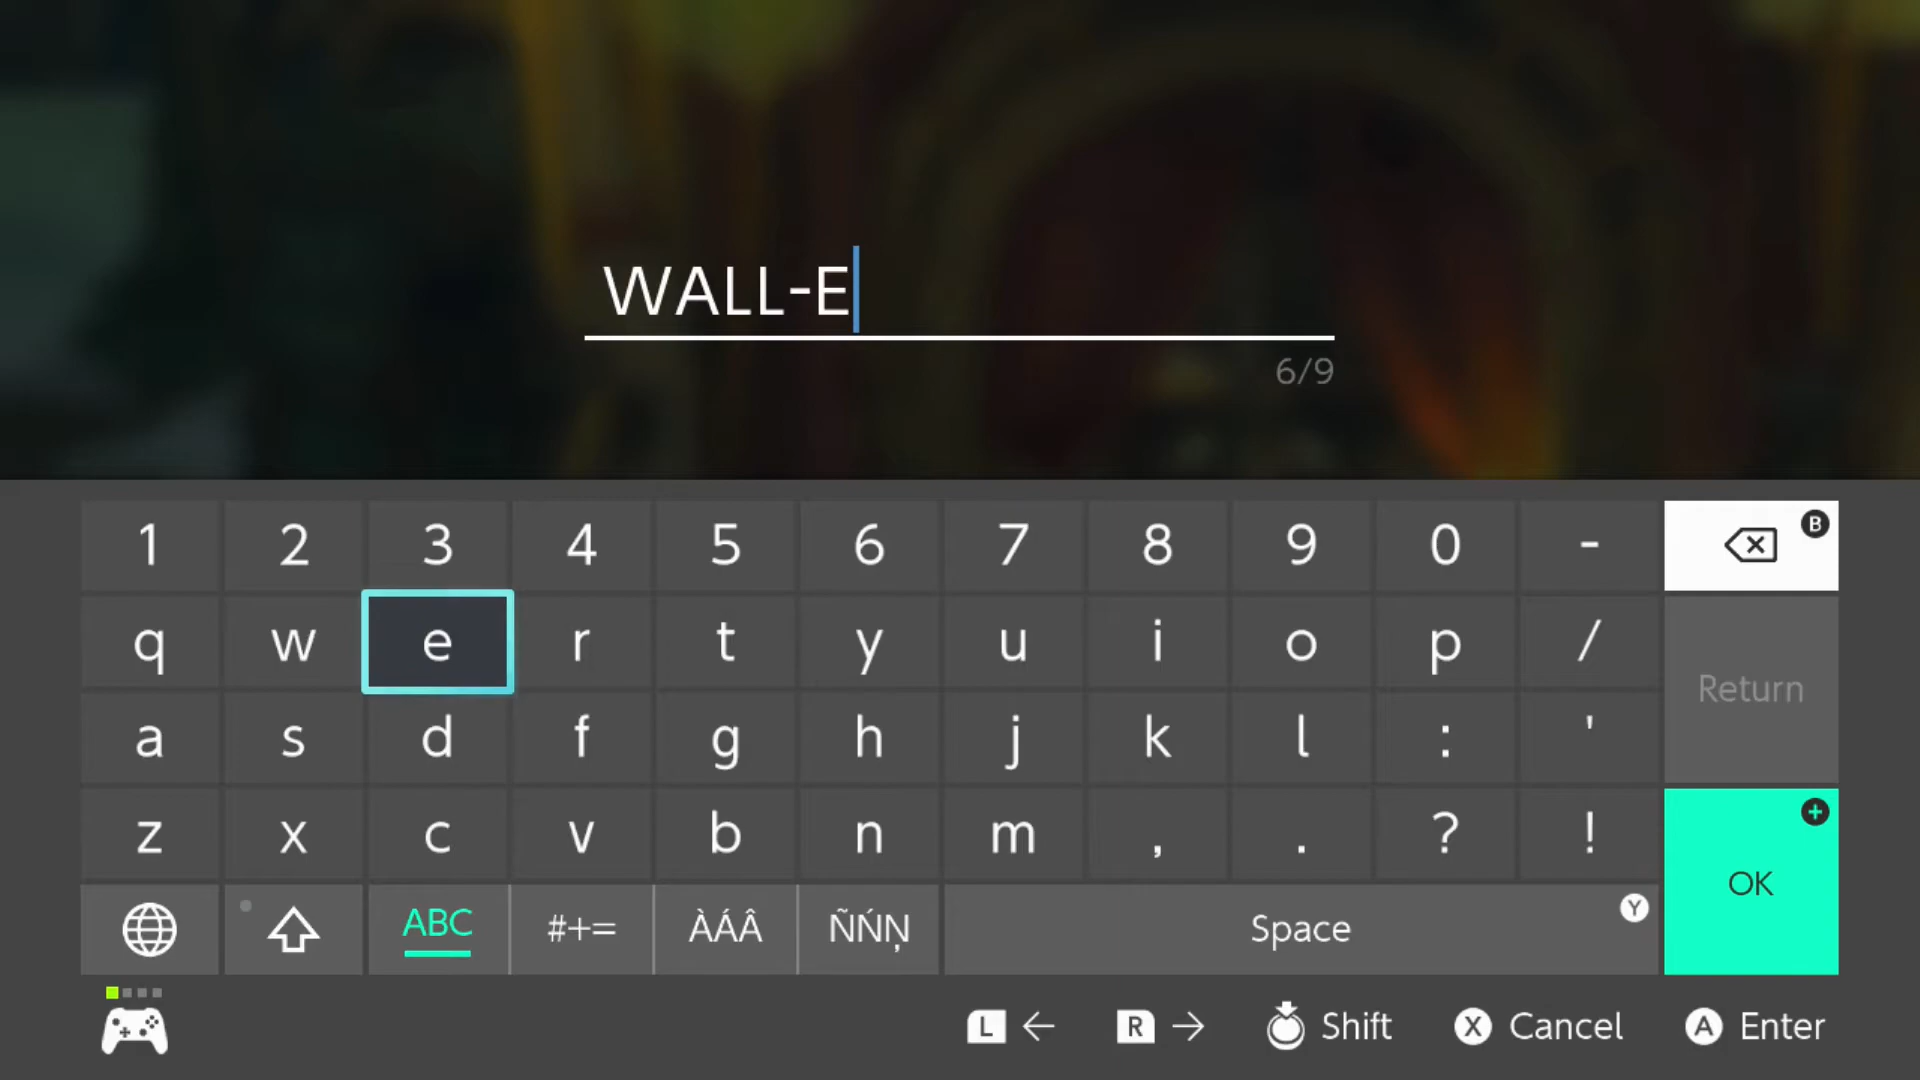 WALL-E
6/9
1 2 3 4 5 6 7 8 9 0 - B
q w e r t y u i o p / Return
a s d f g h j k l : '
z x c v b n m , . ? ! + OK
ABC #+= ÀÁÂ ÑŃŅ Space Y
L ← R → Shift X Cancel A Enter